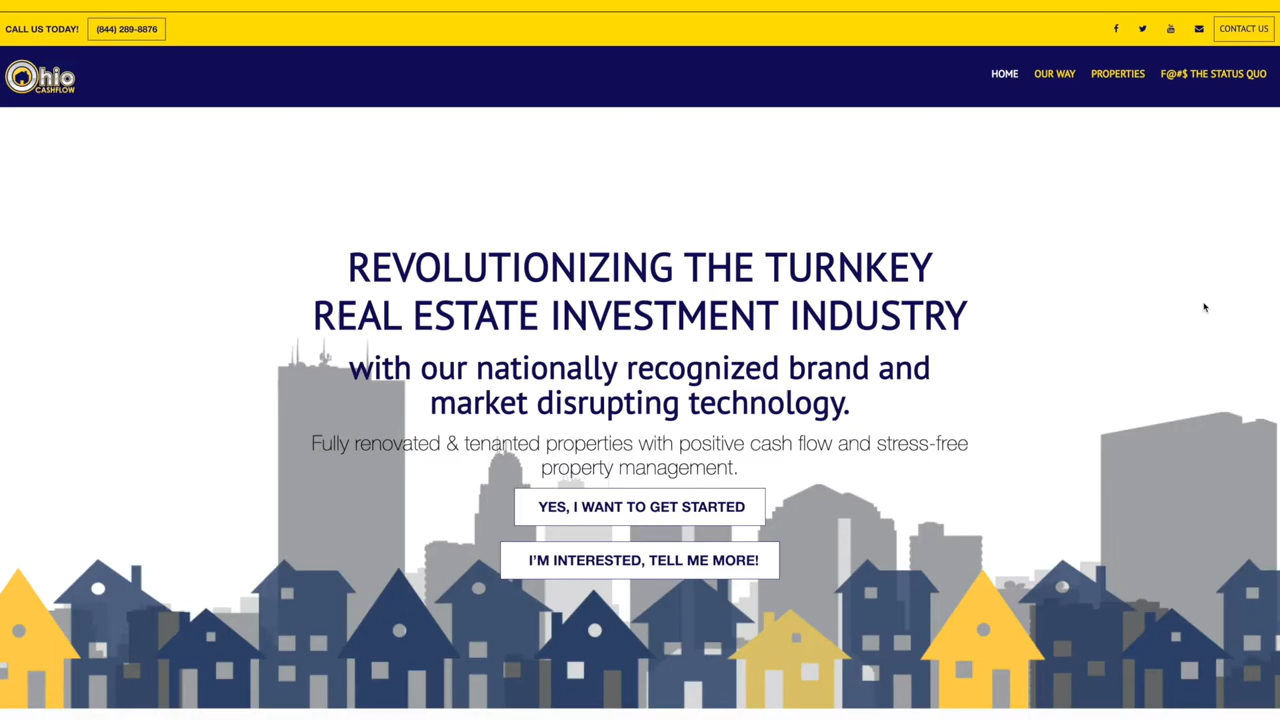 CALL US TODAY! (844) 289-8876 CONTACT US
Ohio
CASHFLOW
HOME OUR WAY PROPERTIES F@#$ THE STATUS QUO
REVOLUTIONIZING THE TURNKEY
REAL ESTATE INVESTMENT INDUSTRY
with our nationally recognized brand and
market disrupting technology.
Fully renovated & tenanted properties with positive cash flow and stress-free
property management.
YES, I WANT TO GET STARTED
I'M INTERESTED, TELL ME MORE!